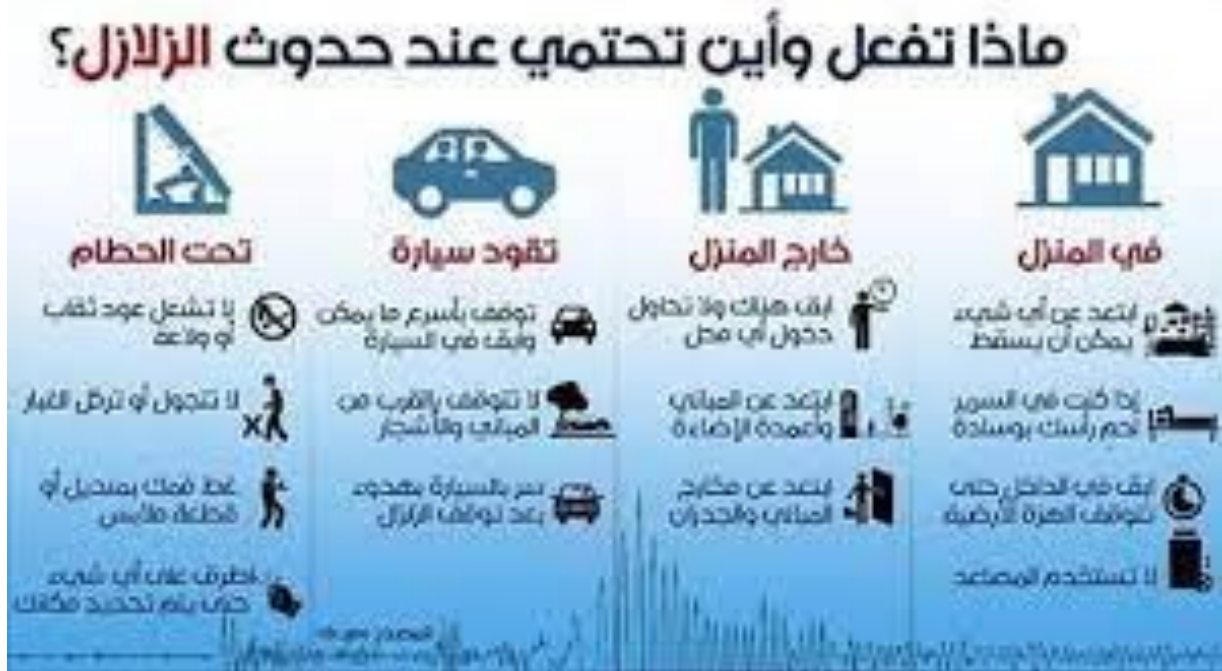 ماذا تفعل وأين تحتمي عند حدوث الزلازل؟
في المنزل
ابتعد عن أي شيء
يمكن أن يسقط
إذا كنت في السرير
احم رأسك بوسادة
ابق في الداخل حتى
تتوقف الهزة الأرضية
لا تستخدم المصاعد
خارج المنزل
ابق هناك ولا تحاول
دخول أي محل
ابتعد عن المباني
وأعمدة الإضاءة
ابتعد عن مخارج
المباني والجدران
تقود سيارة
توقف بأسرع ما يمكن
وابق في السيارة
لا تتوقف بالقرب من
المباني والأشجار
سر بالسيارة بهدوء
بعد توقف الزلزال
تحت الحطام
لا تشعل عود ثقاب
أو ولاعة
لا تتجول أو تركل الغبار
غط فمك بمنديل أو
قطعة ملابس
اطرق على أي شيء
حتى يتم تحديد مكانك
المصدر